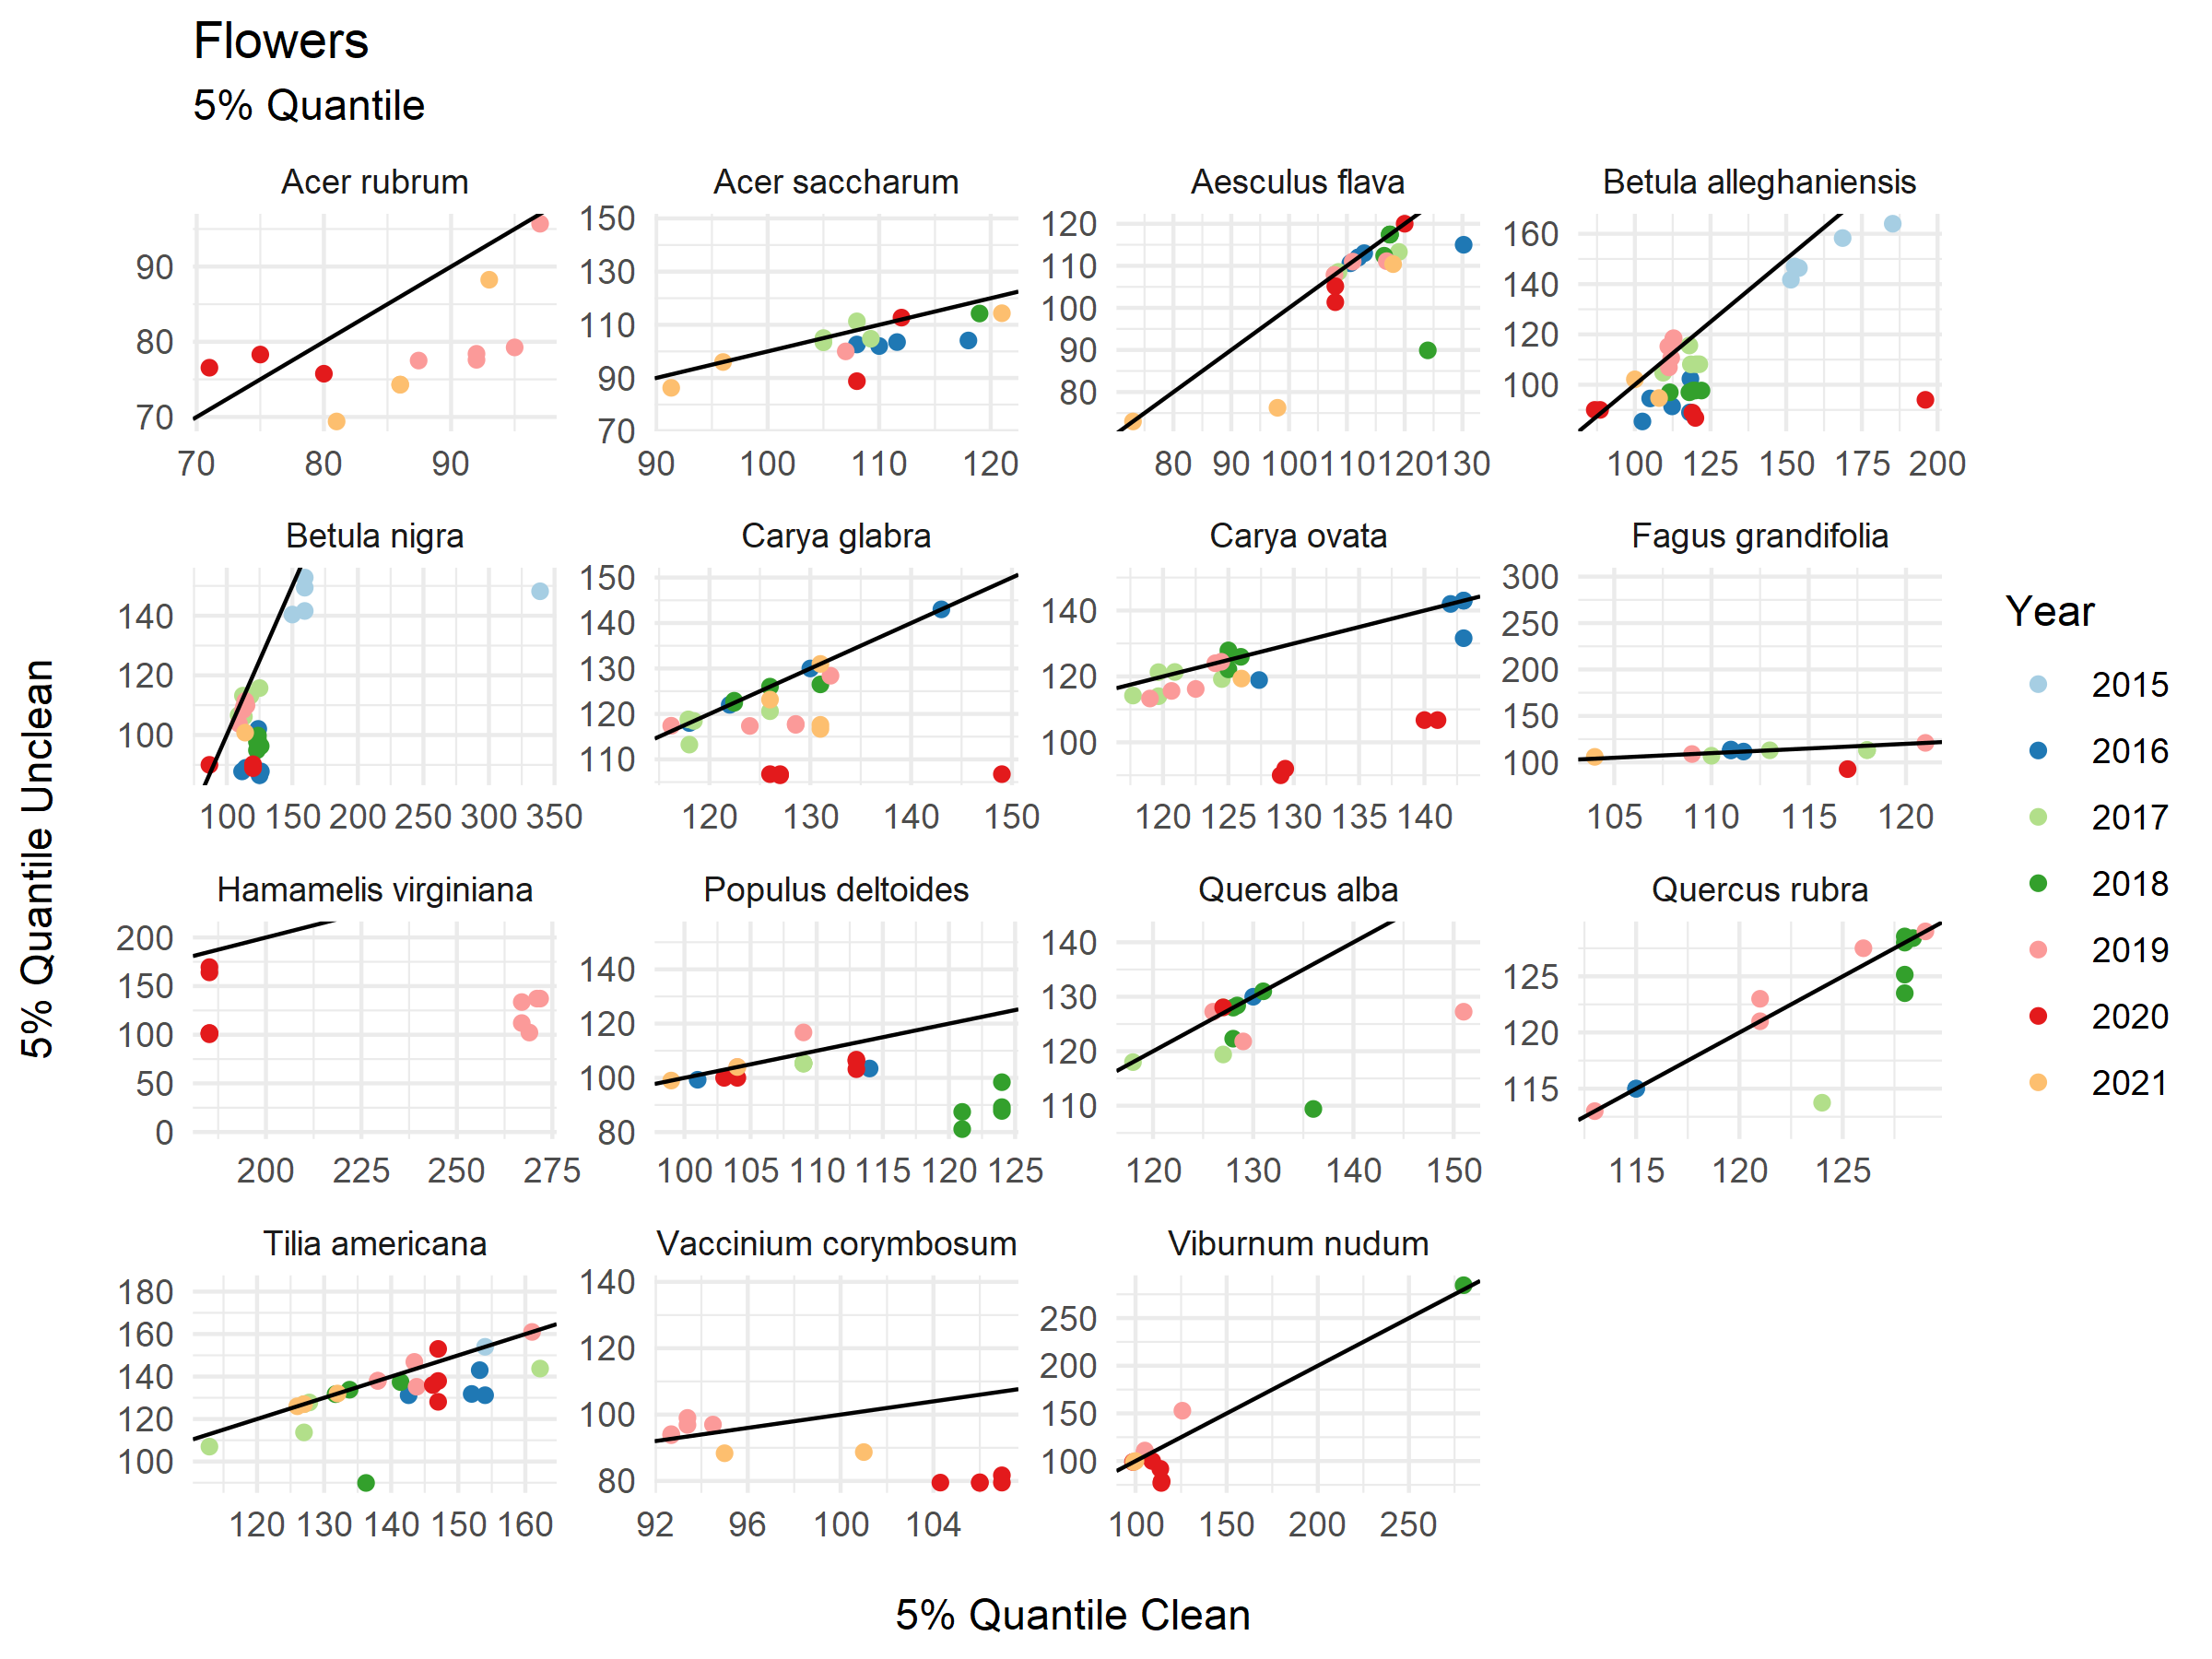 Flowers
5% Quantile
Acer rubrum
Acer saccharum
Aesculus flava
Betula alleghaniensis
90
80
70
70 80 90
150
130
110
90
70
90 100 110 120
120
110
100
90
80
80 90 100 110 120 130
160
140
120
100
100 125 150 175 200
Betula nigra
Carya glabra
Carya ovata
Fagus grandifolia
140
120
100
100 150 200 250 300 350
150
140
130
120
110
120 130 140 150
140
120
100
120 125 130 135 140
300
250
200
150
100
105 110 115 120
Hamamelis virginiana
Populus deltoides
Quercus alba
Quercus rubra
200
150
100
50
0
200 225 250 275
140
120
100
80
100 105 110 115 120 125
140
130
120
110
120 130 140 150
125
120
115
115 120 125
Tilia americana
Vaccinium corymbosum
Viburnum nudum
180
160
140
120
100
120 130 140 150 160
140
120
100
80
92 96 100 104
250
200
150
100
100 150 200 250
5% Quantile Unclean
5% Quantile Clean
Year
2015
2016
2017
2018
2019
2020
2021